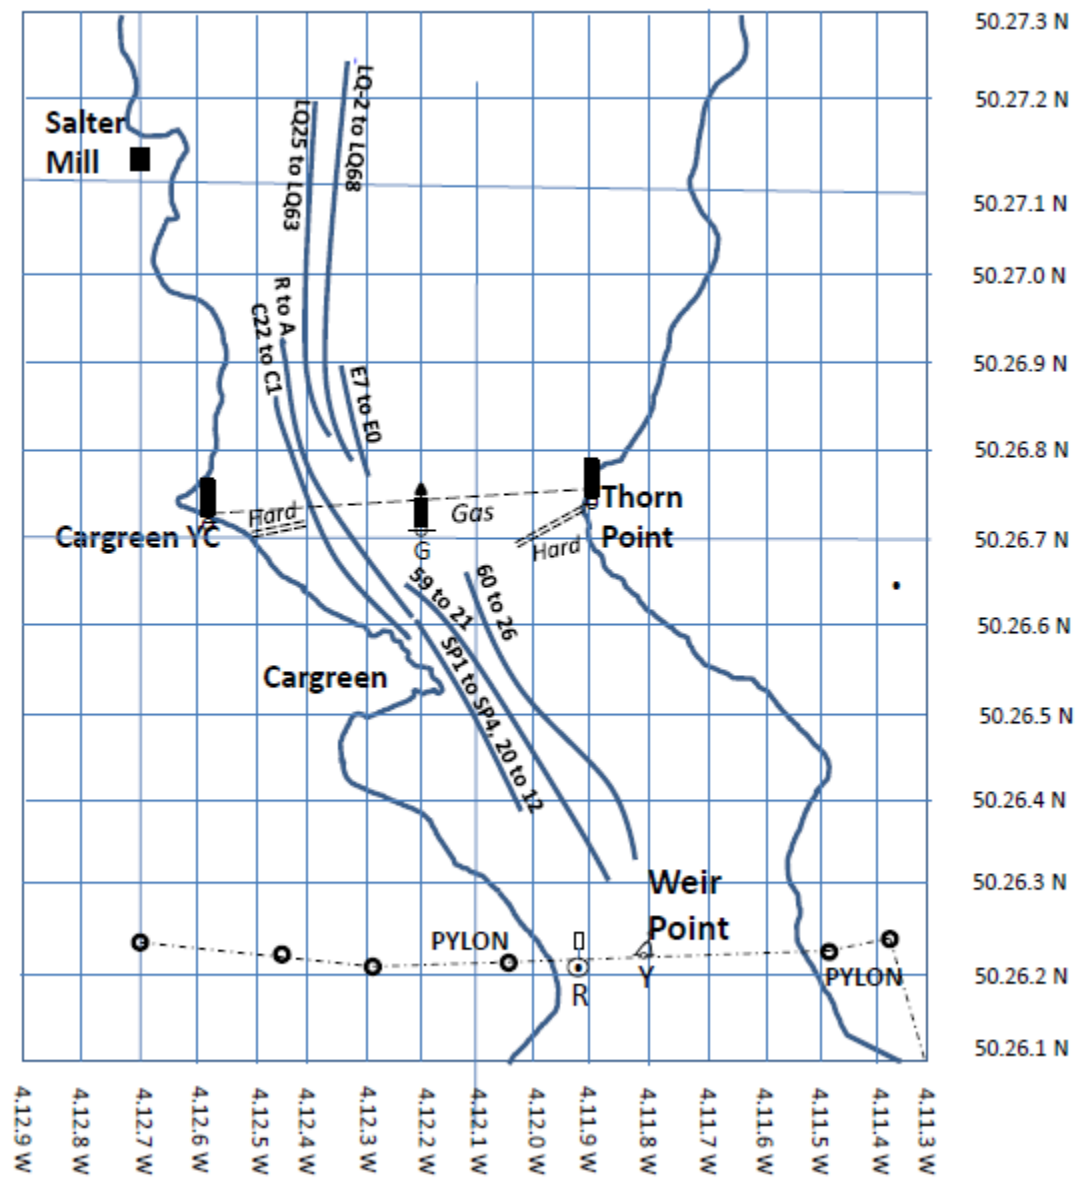 50.27.3 N
LQ-2 to LQ68
LQ25 to LQ63
50.27.2 N
Salter
Mill
50.27.1 N
50.27.0 N
R to A
C22 to C1
50.26.9 N
E7 to E0
50.26.8 N
Thorn
Point
Hard
Gas
Cargreen YC
G
Hard
50.26.7 N
59 to 21
60 to 26
50.26.6 N
Cargreen
SP1 to SP4, 20 to 12
50.26.5 N
50.26.4 N
Weir
Point
50.26.3 N
PYLON
R
Y
PYLON
50.26.2 N
50.26.1 N
4.12.9 W
4.12.8 W
4.12.7 W
4.12.6 W
4.12.5 W
4.12.4 W
4.12.3 W
4.12.2 W
4.12.1 W
4.12.0 W
4.11.9 W
4.11.8 W
4.11.7 W
4.11.6 W
4.11.5 W
4.11.4 W
4.11.3 W